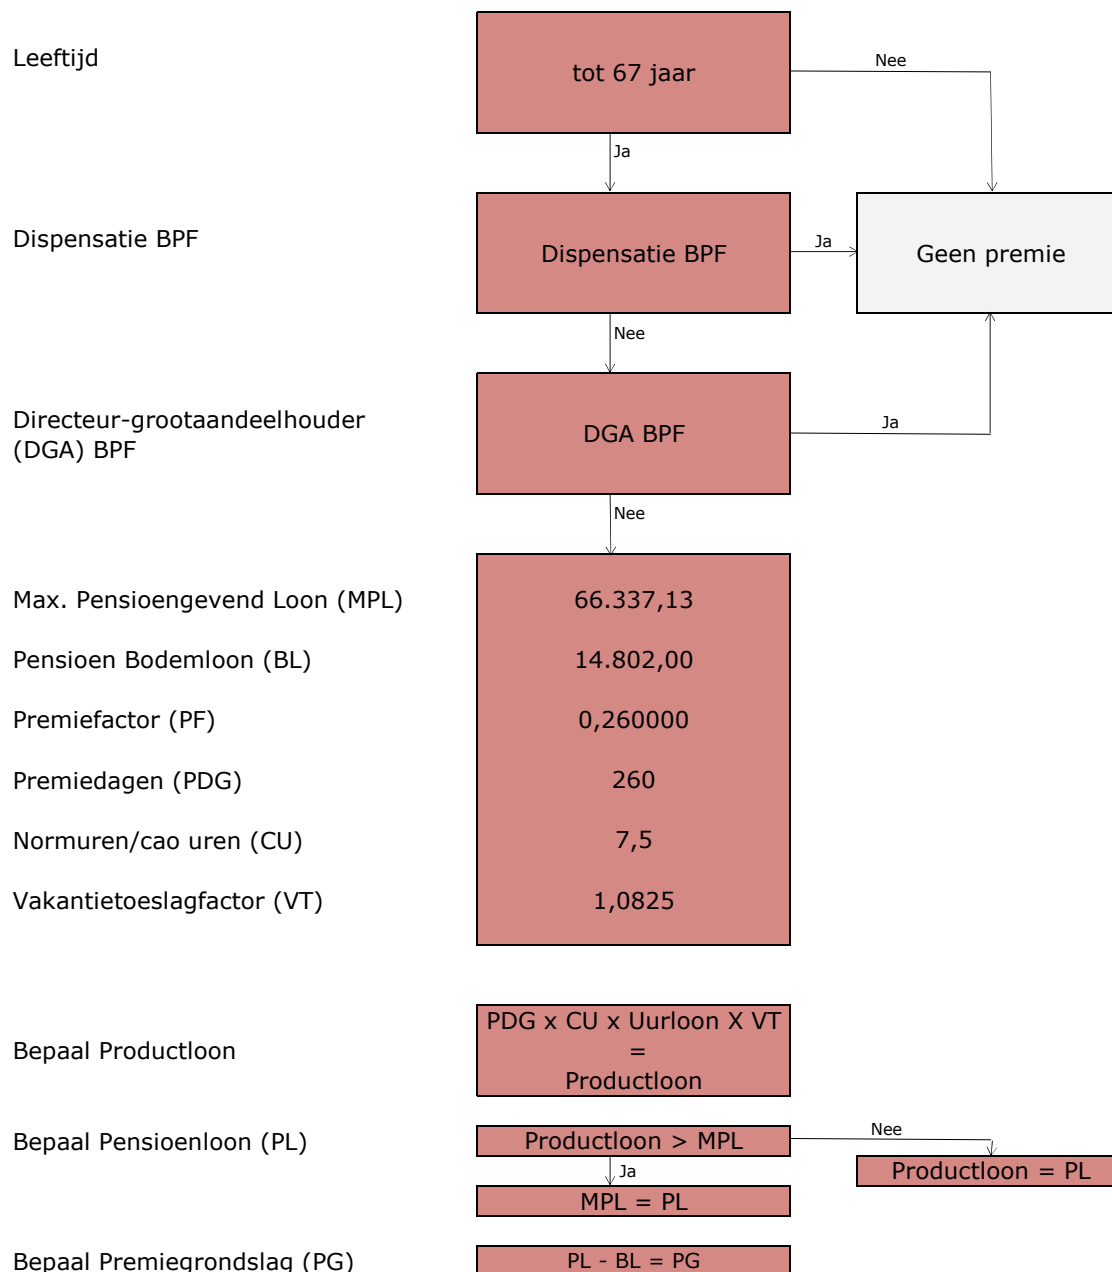 Leeftijd
tot 67 jaar
Nee
Ja
Dispensatie BPF
Dispensatie BPF
Ja
Geen premie
Nee
Directeur-grootaandeelhouder
(DGA) BPF
DGA BPF
Ja
Nee
Max. Pensioengevend Loon (MPL)
66.337,13
Pensioen Bodemloon (BL)
14.802,00
Premiefactor (PF)
0,260000
Premiedagen (PDG)
260
Normuren/cao uren (CU)
7,5
Vakantietoeslagfactor (VT)
1,0825
Bepaal Productloon
PDG x CU x Uurloon X VT
=
Productloon
Bepaal Pensioenloon (PL)
Productloon > MPL
Nee
Ja
Productloon = PL
MPL = PL
Bepaal Premiegrondslag (PG)
PL - BL = PG